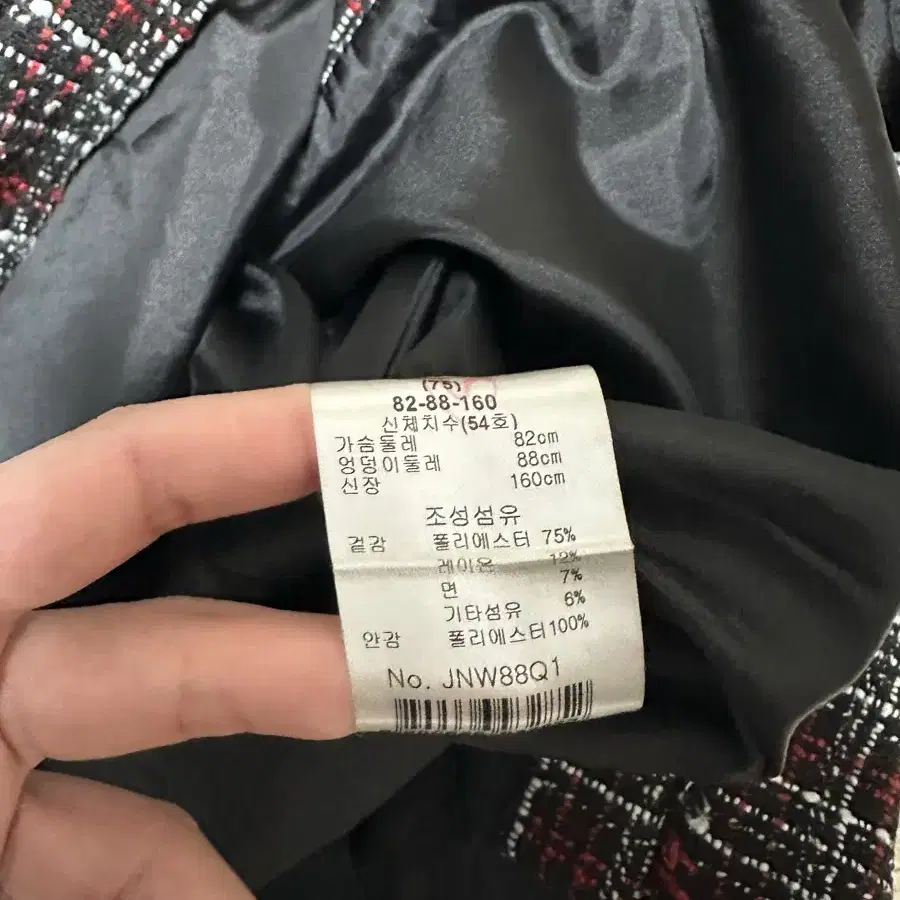 (75)
82-88-160
신체치수(54호)
가슴둘레 82cm
엉덩이둘레 88cm
신장 160cm
조성섬유
겉감 폴리에스터 75%
레이온 12%
면 7%
기타섬유 6%
안감 폴리에스터100%
No. JNW88Q1